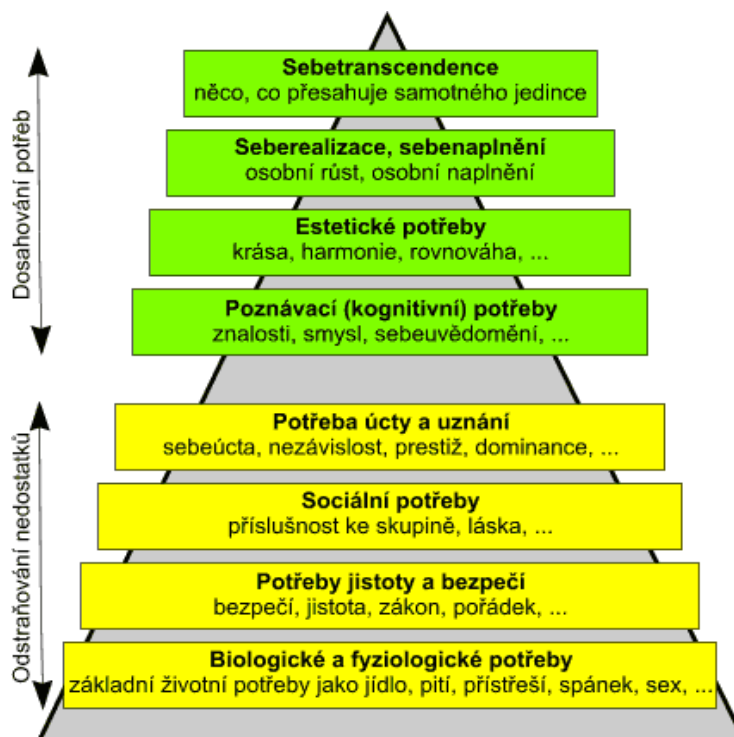 Sebetranscendence
něco, co přesahuje samotného jedince
Seberealizace, sebenaplnění
osobní růst, osobní naplnění
Estetické potřeby
krása, harmonie, rovnováha, ...
Poznávací (kognitivní) potřeby
znalosti, smysl, sebeuvědomění, ...
Dosahování potřeb
Potřeba úcty a uznání
sebeúcta, nezávislost, prestiž, dominance, ...
Sociální potřeby
příslušnost ke skupině, láska, ...
Potřeby jistoty a bezpečí
bezpečí, jistota, zákon, pořádek, ...
Biologické a fyziologické potřeby
základní životní potřeby jako jídlo, pití, přístřeší, spánek, sex, ...
Odstraňování nedostatků